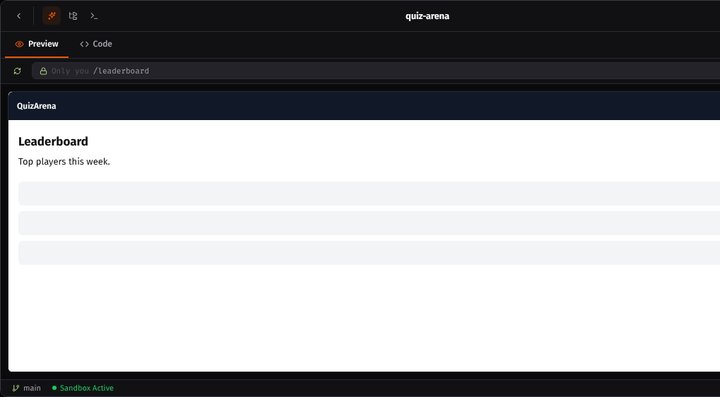 quiz-arena
Preview
Code
Only you /leaderboard
QuizArena
Leaderboard
Top players this week.
main
Sandbox Active